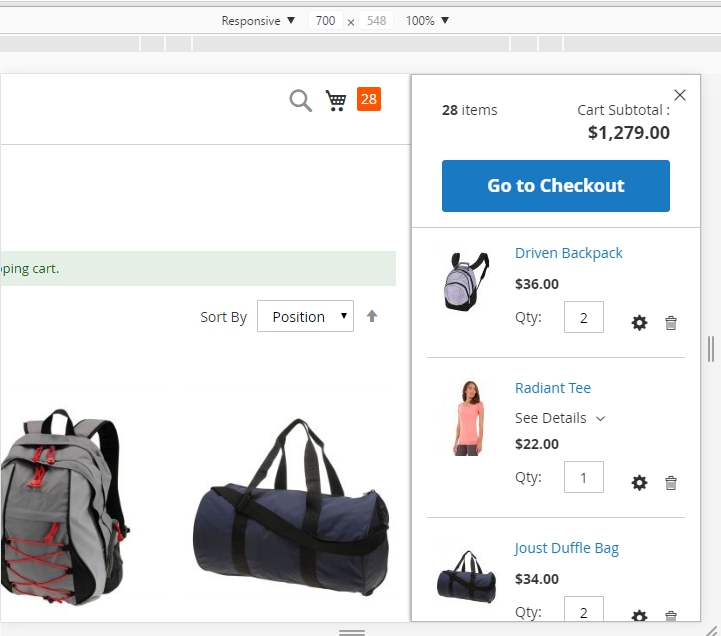 Responsive ▼ 700 x 548 100% ▼
28
28 items
Cart Subtotal :
$1,279.00
Go to Checkout
ping cart.
Sort By Position
Driven Backpack
$36.00
Qty: 2
Radiant Tee
See Details
$22.00
Qty: 1
Joust Duffle Bag
$34.00
Qty: 2